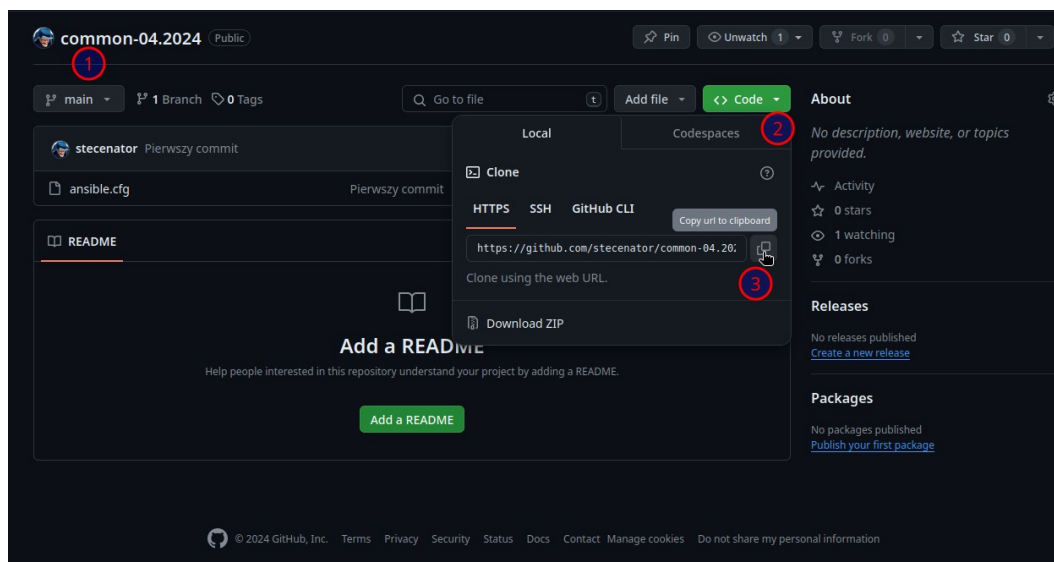 common-04.2024 Public
Pin
Unwatch 1
Fork 0
Star 0
1
main
1 Branch
0 Tags
Go to file
t
Add file
<> Code
2
Local
Codespaces
stecenator Pierwszy commit
Clone
ansible.cfg
Pierwszy commit
HTTPS
SSH
GitHub CLI
Copy url to clipboard
https://github.com/stecenator/common-04.202
Clone using the web URL.
3
Download ZIP
README
Add a README
Help people interested in this repository understand your project by adding a README.
Add a README
About
No description, website, or topics
provided.
Activity
0 stars
1 watching
0 forks
Releases
No releases published
Create a new release
Packages
No packages published
Publish your first package
© 2024 GitHub, Inc.
Terms
Privacy
Security
Status
Docs
Contact
Manage cookies
Do not share my personal information